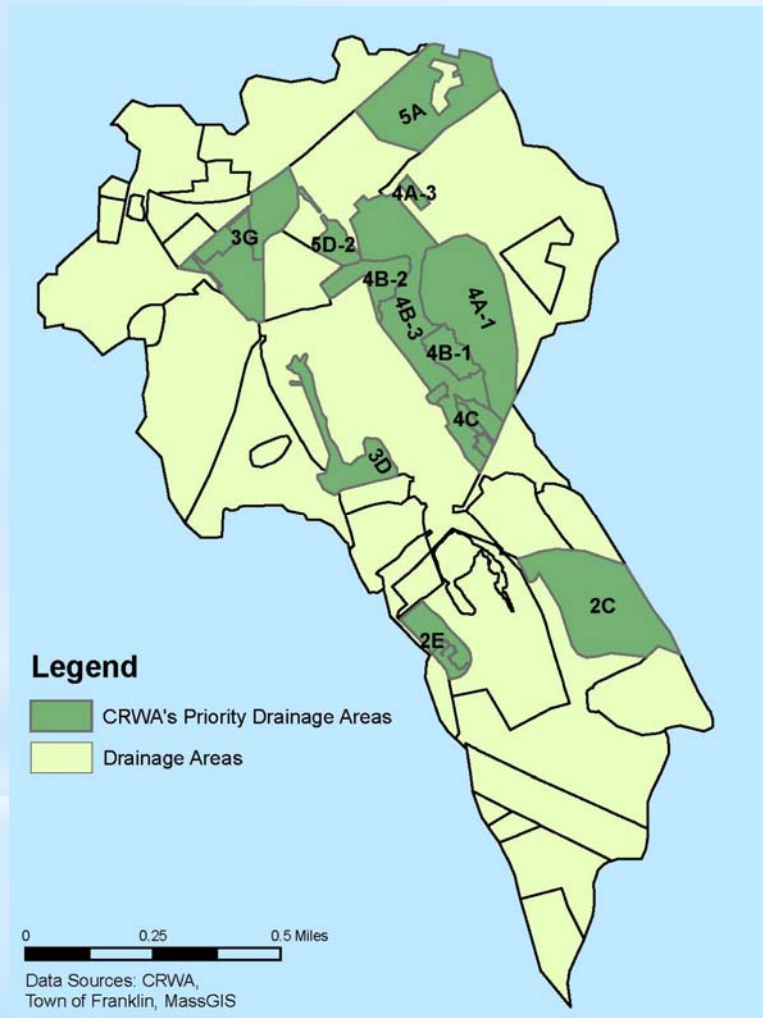 5A
4A-3
3G
5D-2
4B-2
4A-1
4B-3
4B-1
4C
3D
2C
2E
Legend
CRWA's Priority Drainage Areas
Drainage Areas
0 0.25 0.5 Miles
Data Sources: CRWA,
Town of Franklin, MassGIS